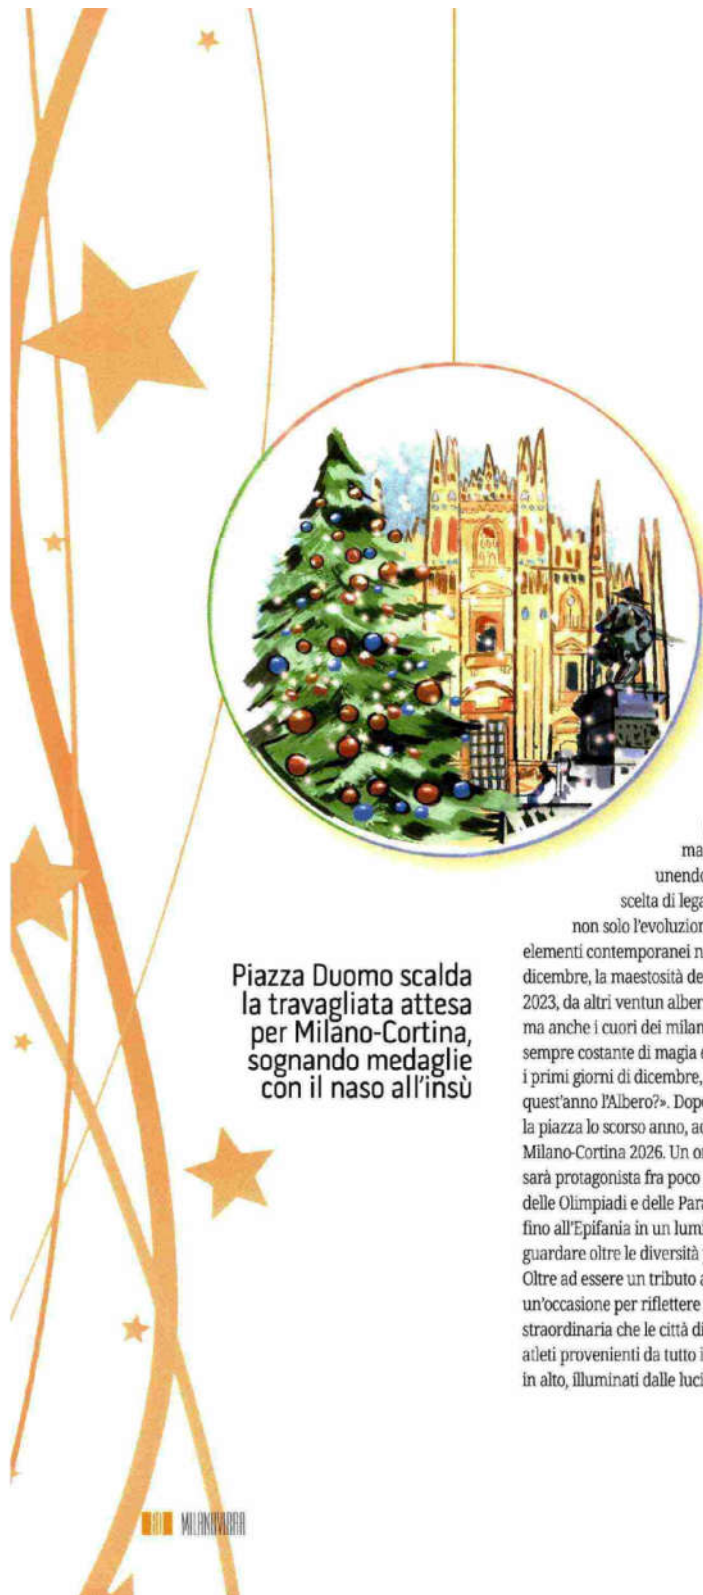 Piazza Duomo scalda
la travagliata attesa
per Milano-Cortina,
sognando medaglie
con il naso all'insù
ma
unendo
scelta di lega
non solo l'evoluzion
elementi contemporanei n
dicembre, la maestosità de
2023, da altri ventun alber
ma anche i cuori dei milan
sempre costante di magia e
i primi giorni di dicembre,
quest'anno l'Albero?». Dopo
la piazza lo scorso anno, ac
Milano-Cortina 2026. Un or
sarà protagonista fra poco
delle Olimpiadi e delle Para
fino all'Epifania in un lumi
guardare oltre le diversità
Oltre ad essere un tributo a
un'occasione per riflettere
straordinaria che le città di
atleti provenienti da tutto i
in alto, illuminati dalle luci